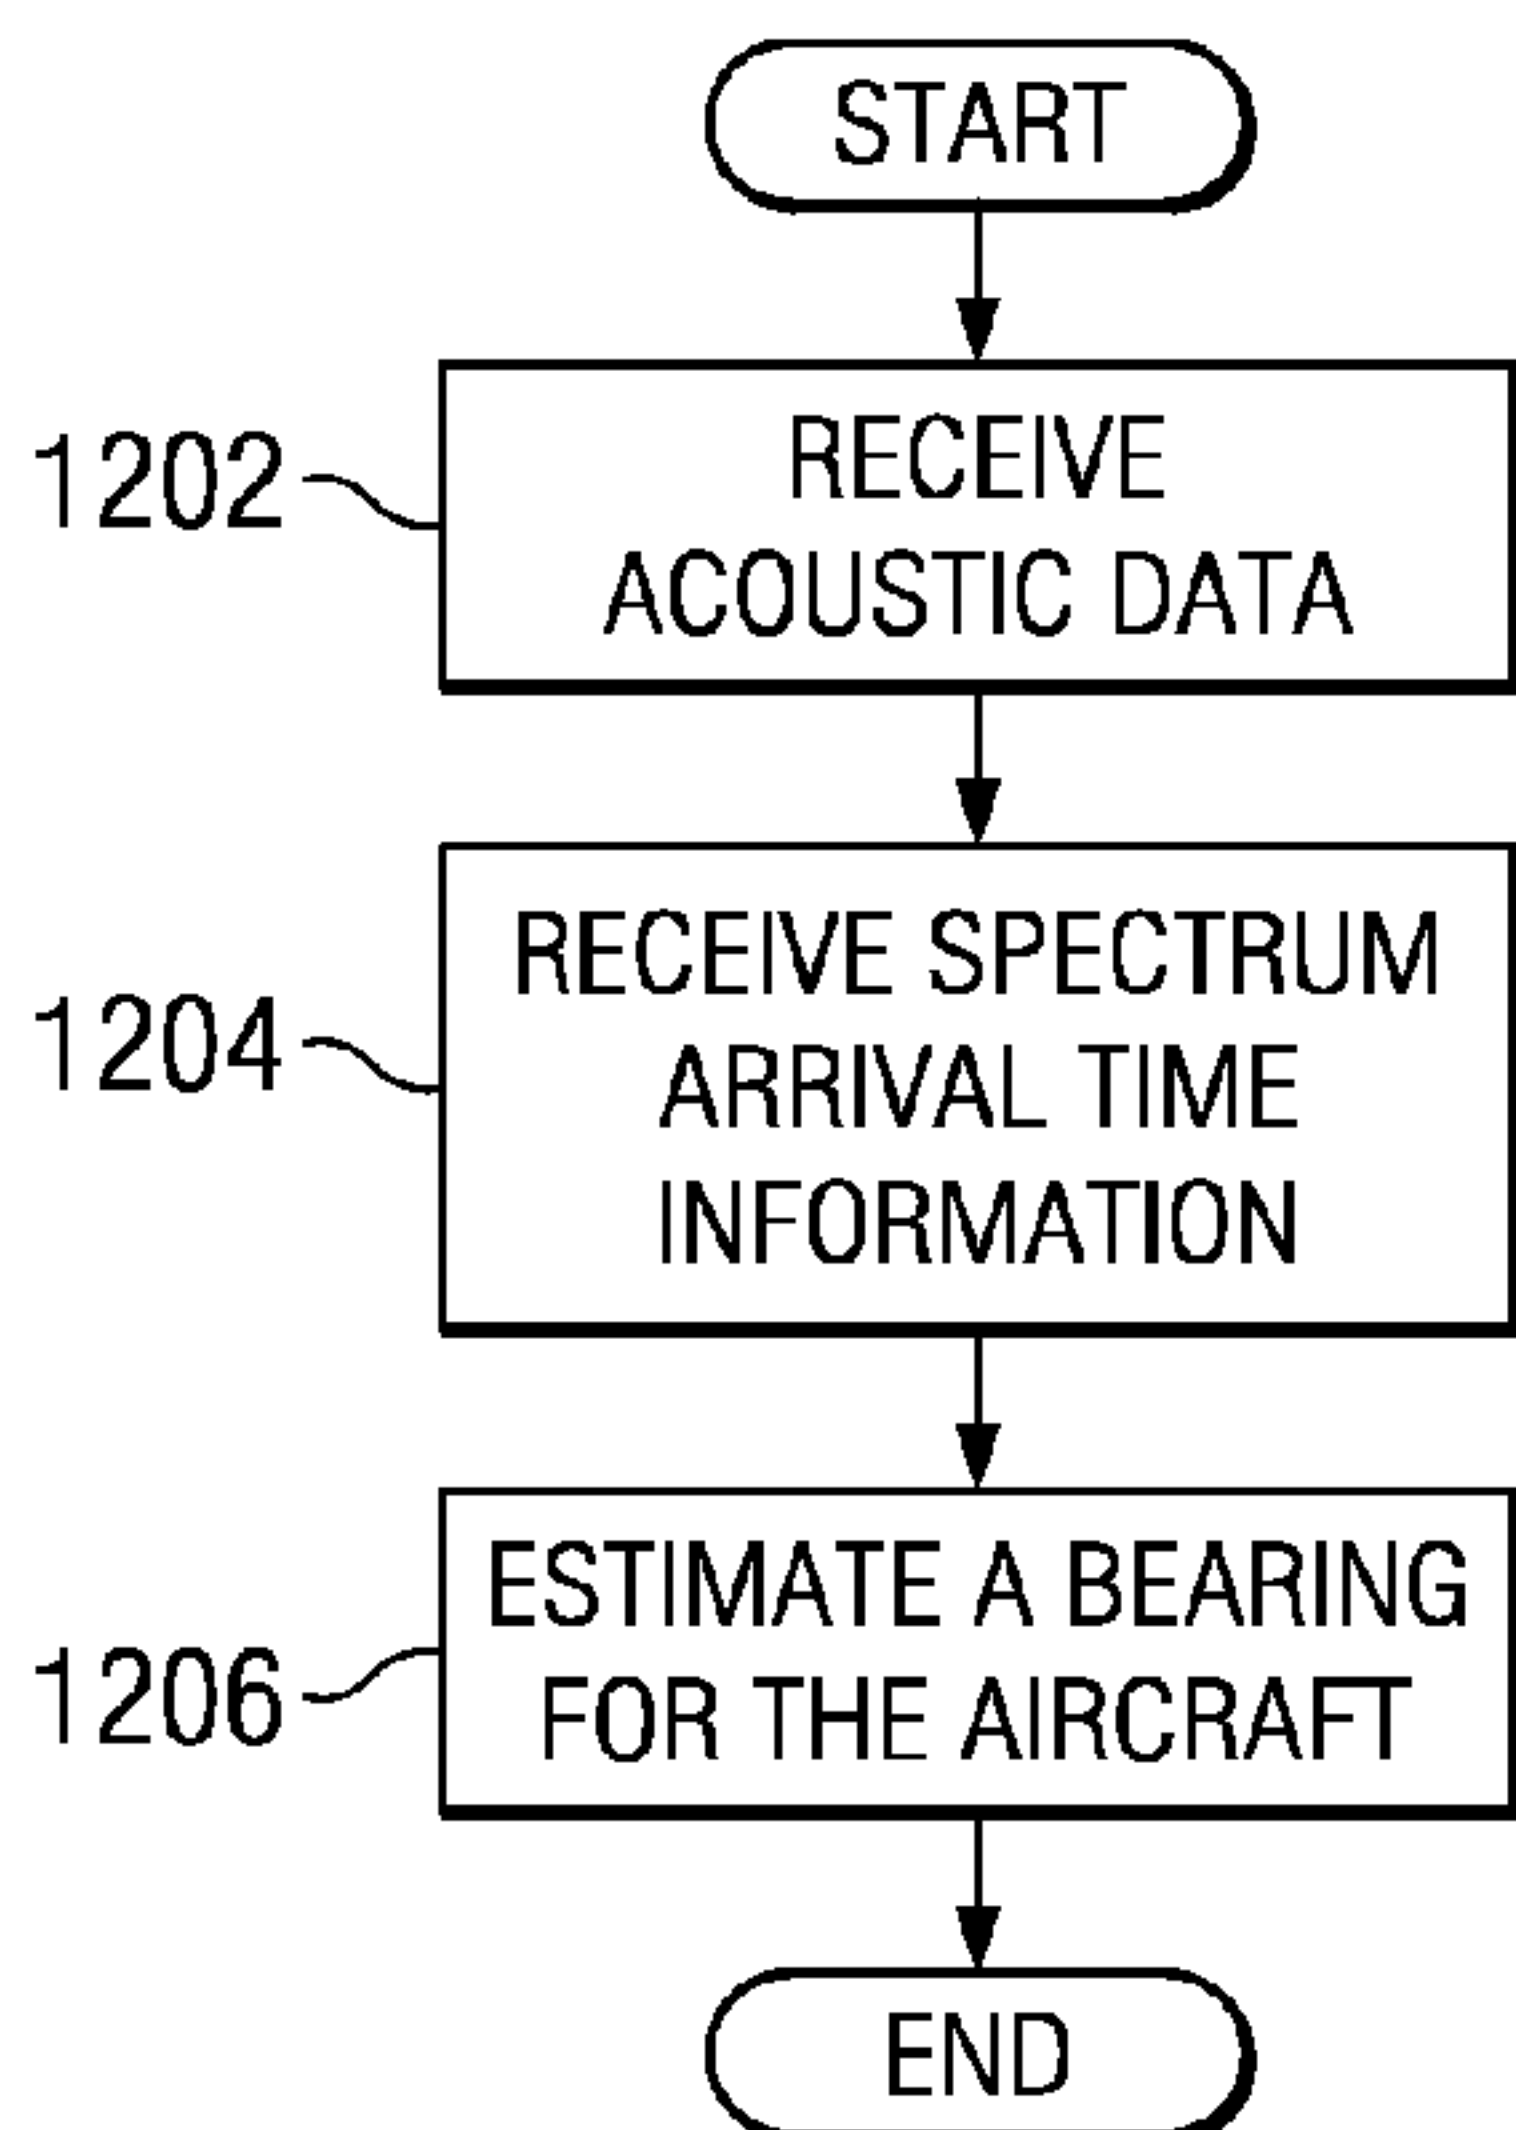 START
1202
RECEIVE
ACOUSTIC DATA
1204
RECEIVE SPECTRUM
ARRIVAL TIME
INFORMATION
1206
ESTIMATE A BEARING
FOR THE AIRCRAFT
END